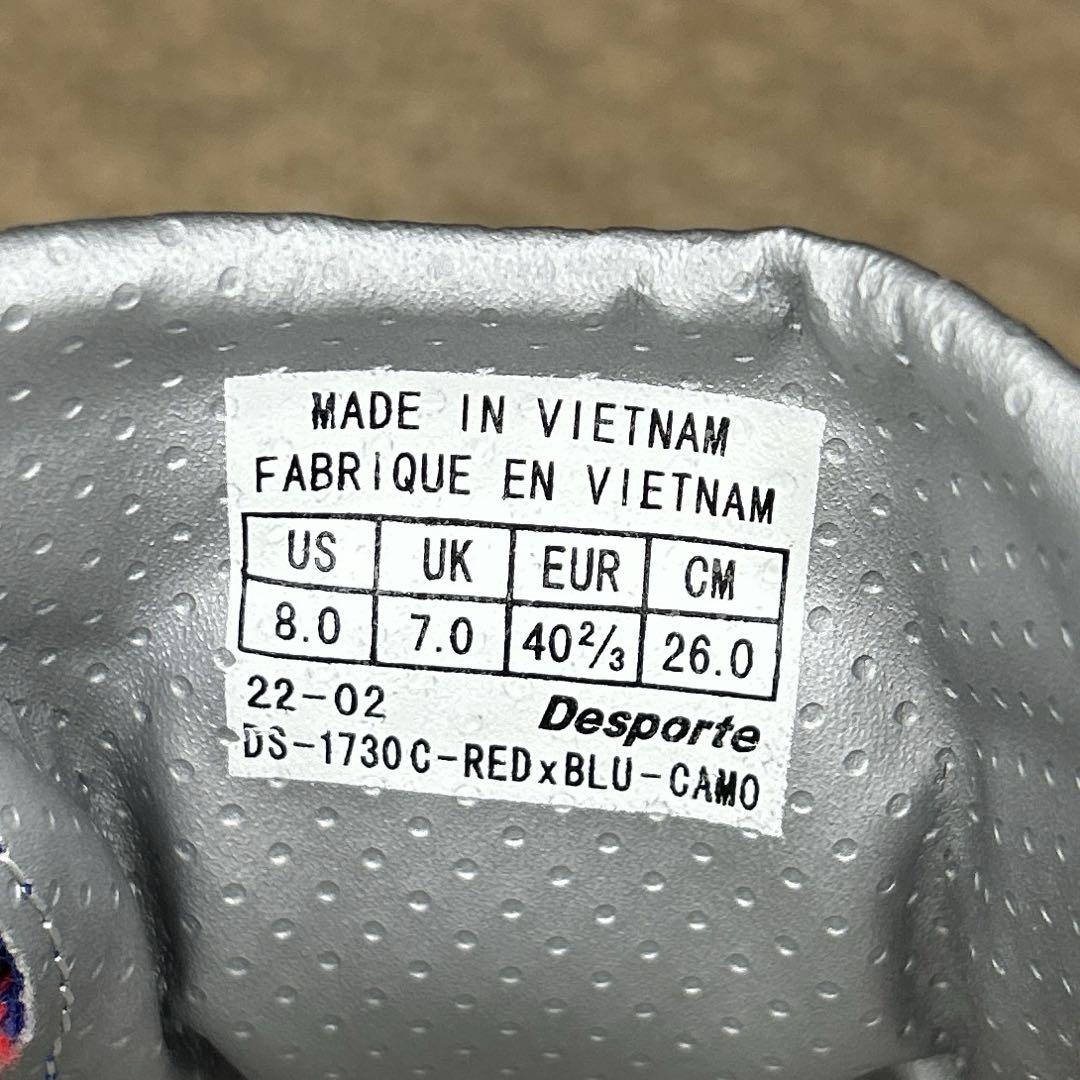 MADE IN VIETNAM
FABRIQUE EN VIETNAM
US UK EUR CM
8.0 7.0 40⅔ 26.0
22-02 Desporte
DS-1730C-REDxBLU-CAMO